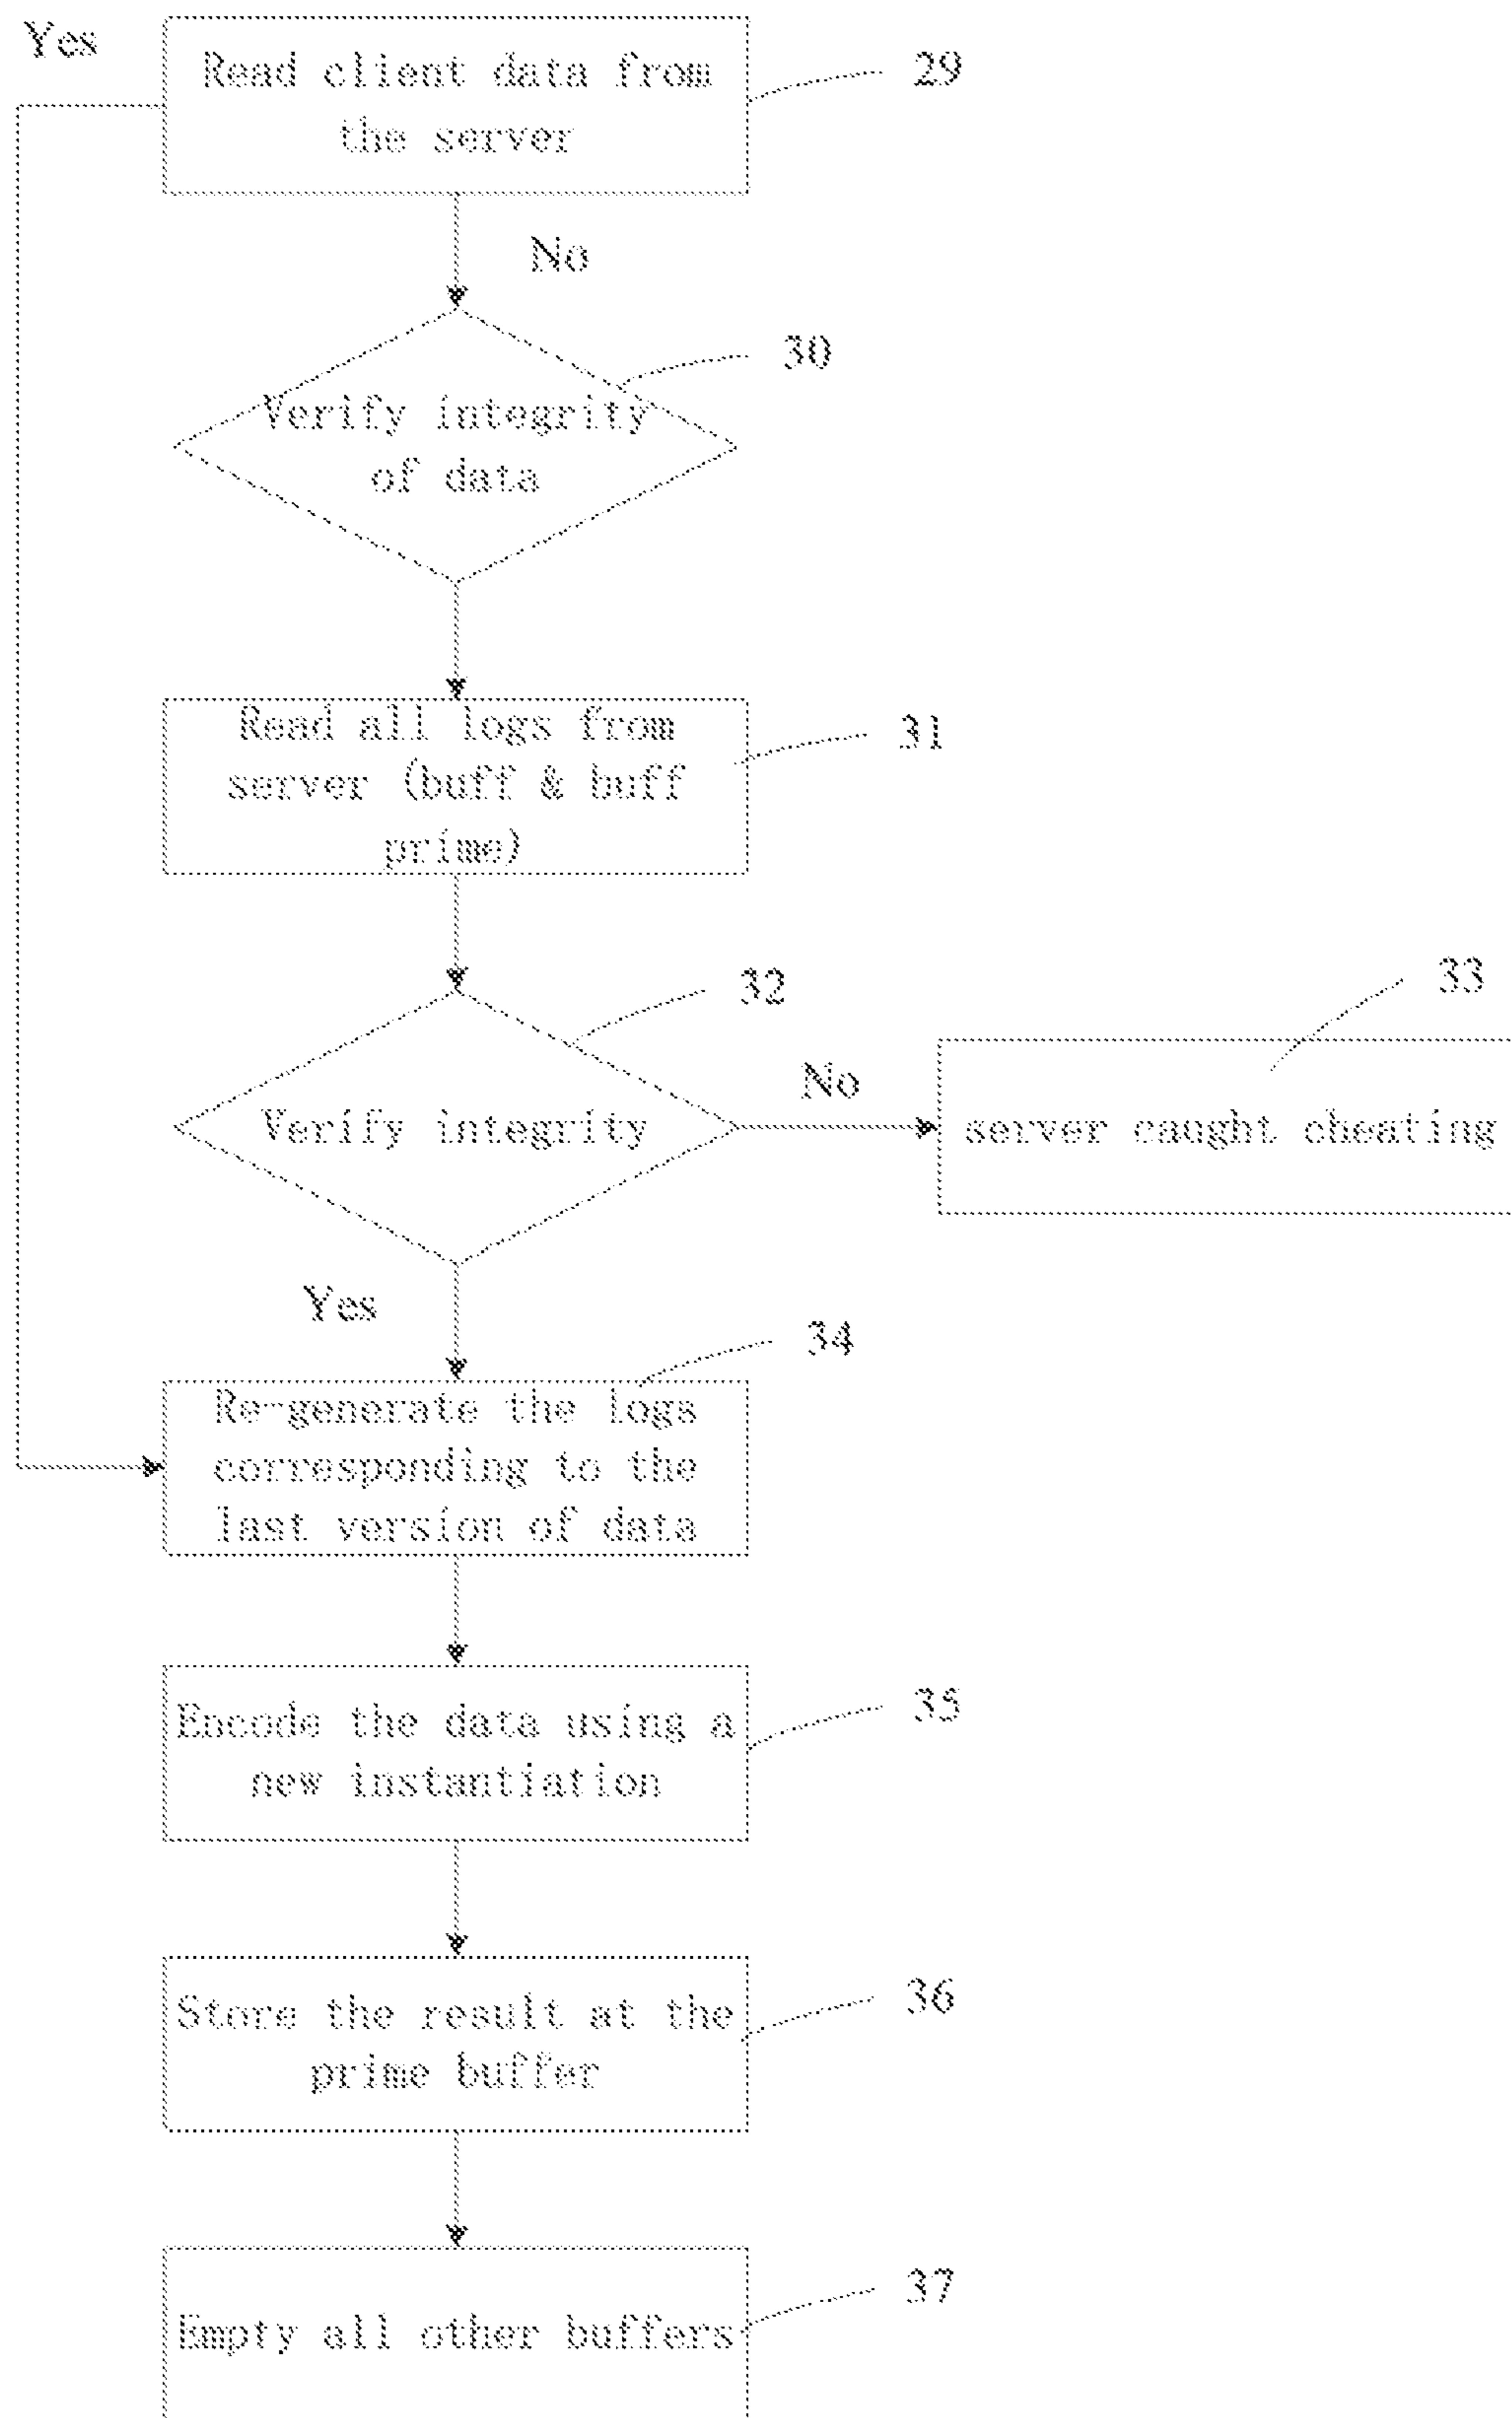 Yes
Read client data from
the server
29
No
30
Verify integrity
of data
Read all logs from
server (buff & buff
prime)
31
32
33
No
Verify integrity
server caught cheating
Yes
34
Re-generate the logs
corresponding to the
last version of data
Encode the data using a
new instantiation
35
Store the result at the
prime buffer
36
Empty all other buffers
37